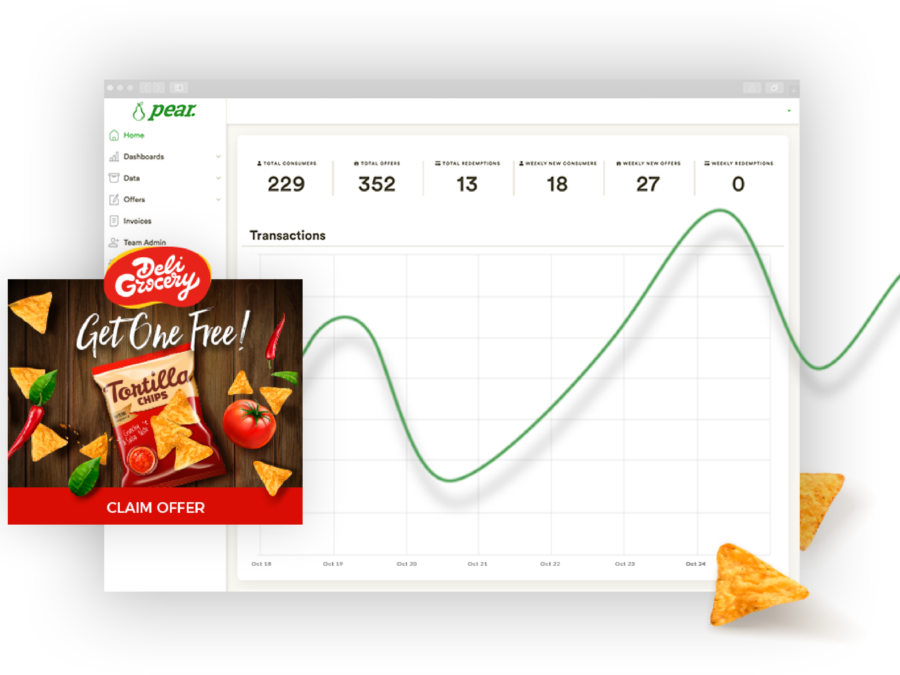 pear.
Home
Dashboards
Data
Offers
Invoices
Team Admin
TOTAL CONSUMERS
229
TOTAL OFFERS
352
TOTAL REDEMPTIONS
13
WEEKLY NEW CONSUMERS
18
WEEKLY NEW OFFERS
27
WEEKLY REDEMPTIONS
0
Transactions
Deli
Grocery
Get One Free!
Tortilla
CHIPS
CLAIM OFFER
Oct 18
Oct 19
Oct 20
Oct 21
Oct 22
Oct 23
Oct 24